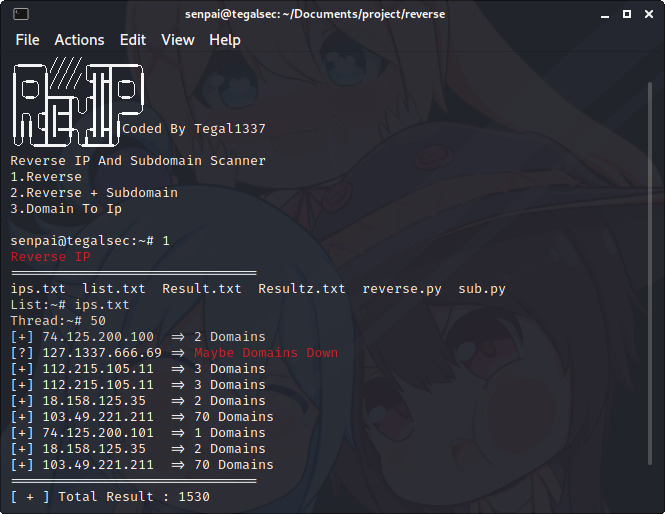 senpai@tegalsec: ~/Documents/project/reverse
File Actions Edit View Help
RevIP
Coded By Tegal1337
Reverse IP And Subdomain Scanner
1.Reverse
2.Reverse + Subdomain
3.Domain To Ip
senpai@tegalsec:~# 1
Reverse IP
===============================
ips.txt list.txt Result.txt Resultz.txt reverse.py sub.py
List:~# ips.txt
Thread:~# 50
[+] 74.125.200.100 => 2 Domains
[?] 127.1337.666.69 => Maybe Domains Down
[+] 112.215.105.11 => 3 Domains
[+] 112.215.105.11 => 3 Domains
[+] 18.158.125.35 => 2 Domains
[+] 103.49.221.211 => 70 Domains
[+] 74.125.200.101 => 1 Domains
[+] 18.158.125.35 => 2 Domains
[+] 103.49.221.211 => 70 Domains
===============================
[ + ] Total Result : 1530